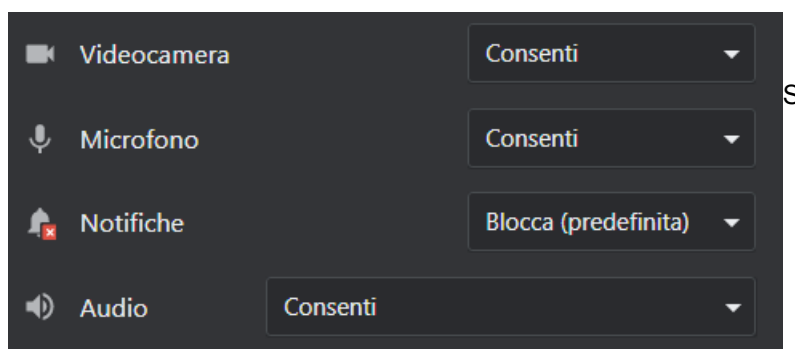 Videocamera Consenti
Microfono Consenti
Notifiche Blocca (predefinita)
Audio Consenti